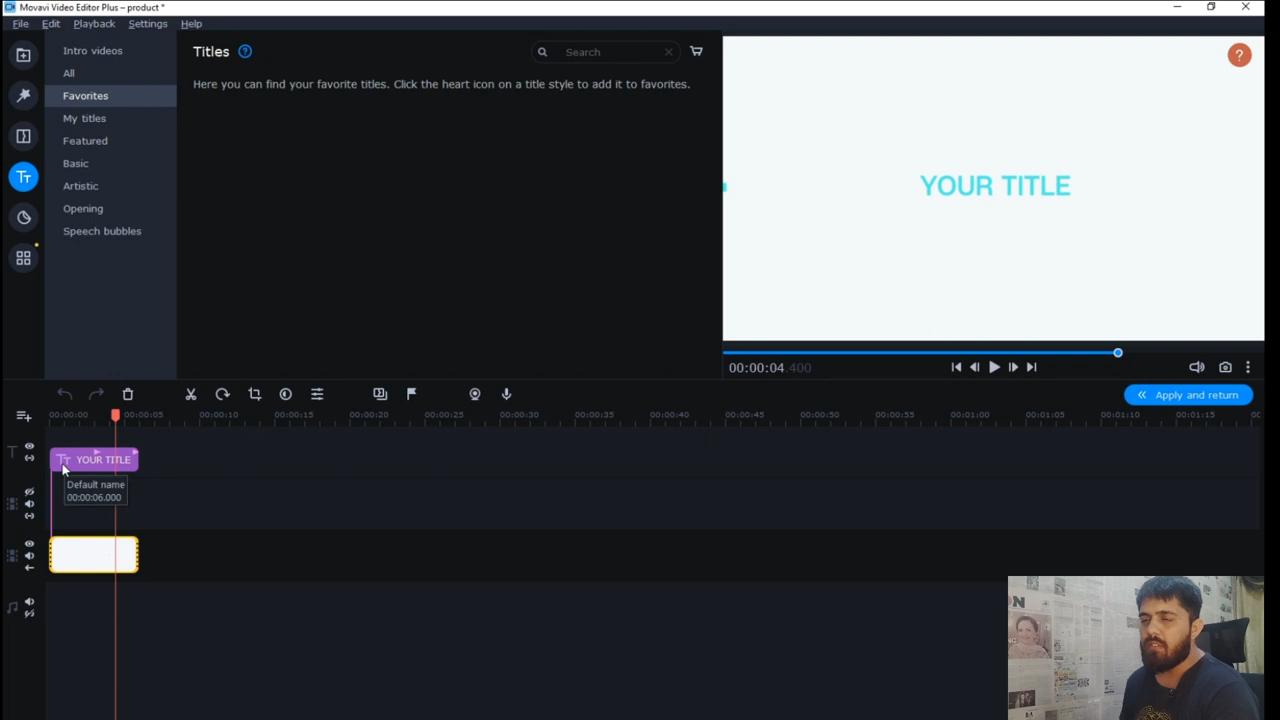 Movavi Video Editor Plus – product *
File Edit Playback Settings Help
Intro videos
All
Favorites
My titles
Featured
Basic
Artistic
Opening
Speech bubbles
Titles ?
Search
Here you can find your favorite titles. Click the heart icon on a title style to add it to favorites.
?
YOUR TITLE
00:00:04.400
Apply and return
00:00:00 00:00:05 00:00:10 00:00:15 00:00:20 00:00:25 00:00:30 00:00:35 00:00:40 00:00:45 00:00:50 00:00:55 00:01:00 00:01:05 00:01:10 00:01:15
T
Tт YOUR TITLE
Default name
00:00:06.000
ON